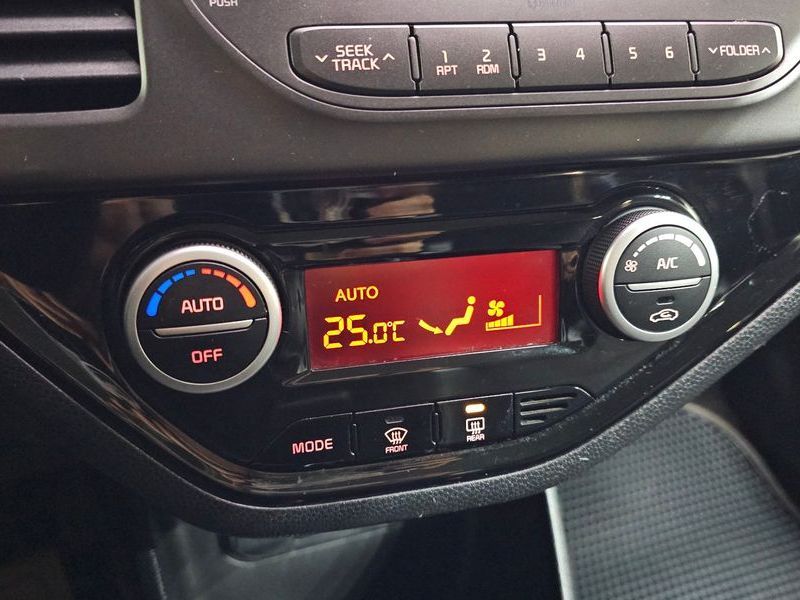 PUSH
SEEK TRACK 1 RPT 2 RDM 3 4 5 6 FOLDER
AUTO
OFF
AUTO
25.0°C
A/C
MODE FRONT REAR